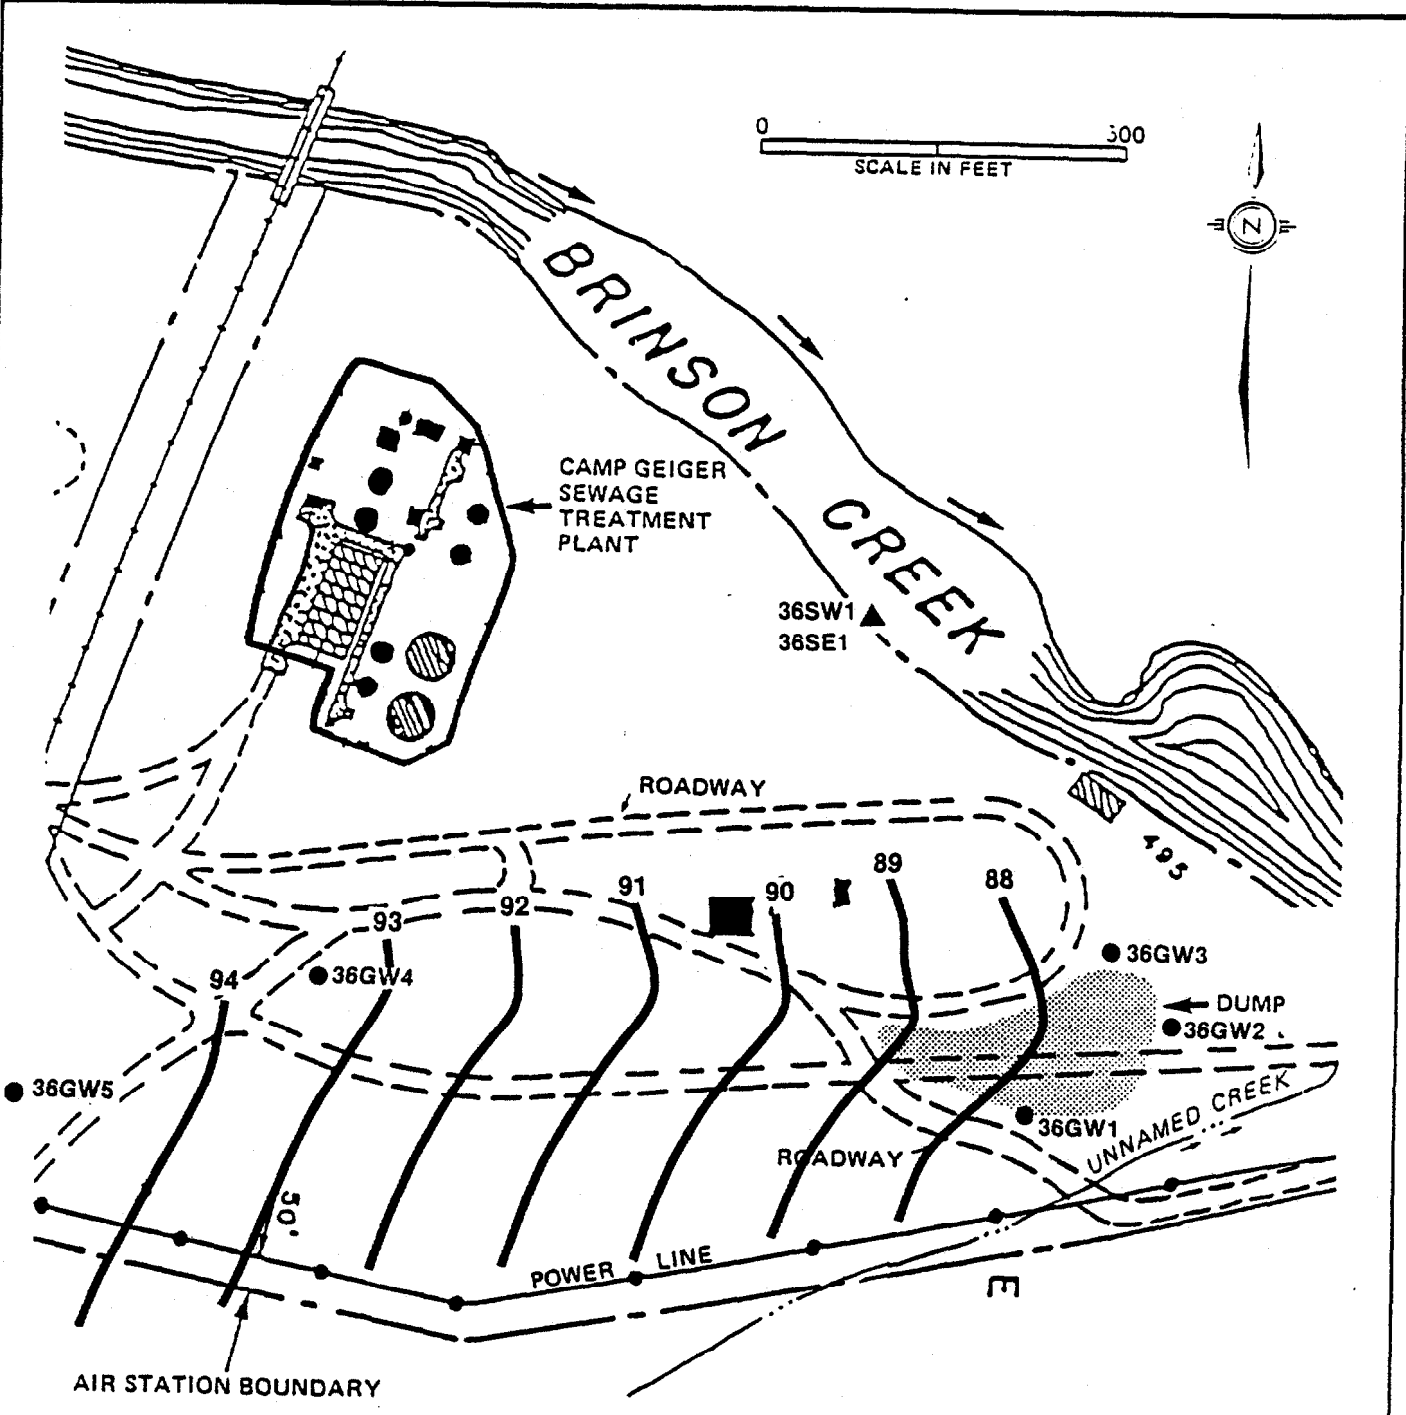 0 300
SCALE IN FEET
N
BRINSON
CREEK
CAMP GEIGER
SEWAGE
TREATMENT
PLANT
36SW1
36SE1
ROADWAY
495
94
93
92
91
90
89
88
36GW4
36GW3
DUMP
36GW2
36GW5
36GW1
UNNAMED CREEK
ROADWAY
50'
POWER LINE
E
AIR STATION BOUNDARY